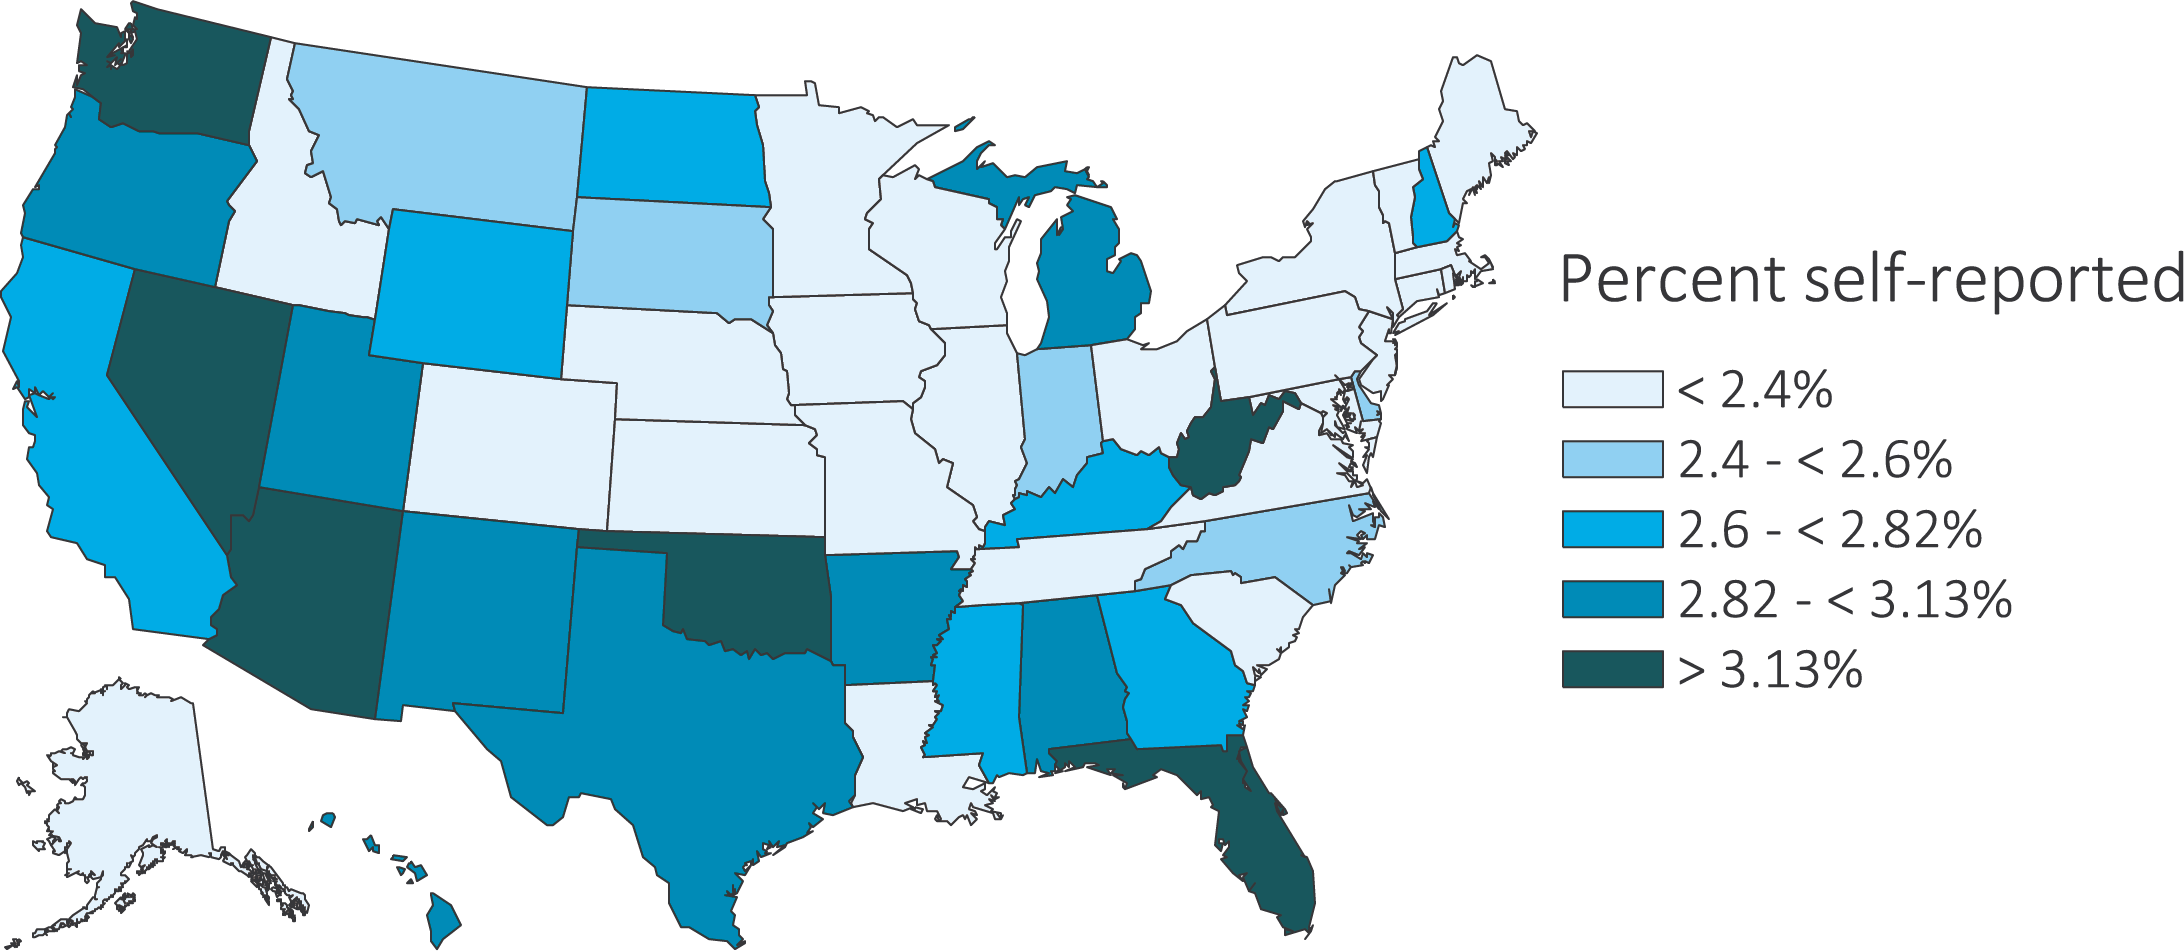 Percent self-reported
< 2.4%
2.4 - < 2.6%
2.6 - < 2.82%
2.82 - < 3.13%
> 3.13%